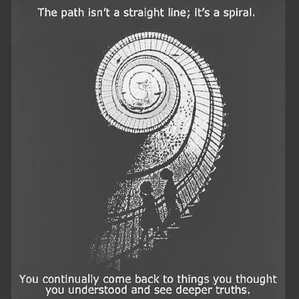 The path isn't a straight line; it's a spiral.
You continually come back to things you thought
you understood and see deeper truths.